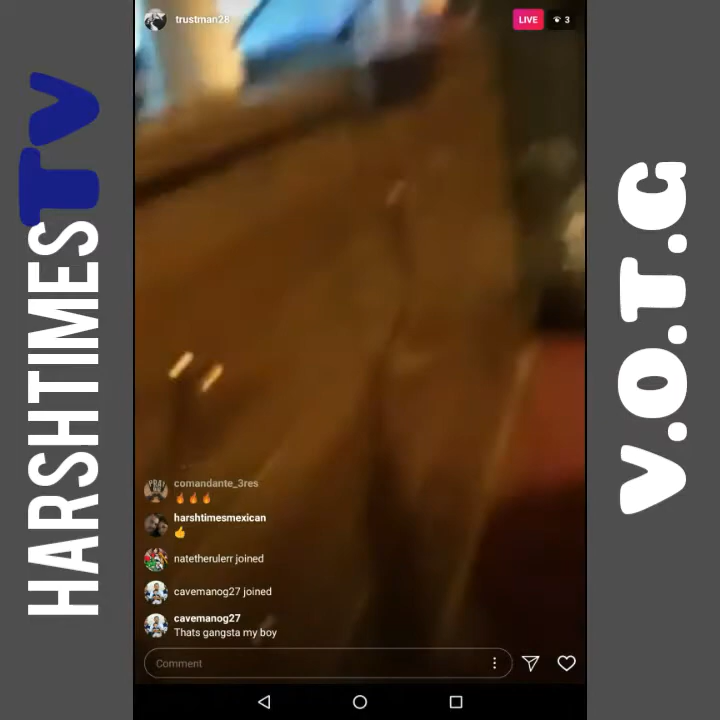 HARSHTIMESTV
trustman28
LIVE
3
comandante_3res
🔥🔥🔥
harshtimesmexican
👍
natetherulerr joined
cavemanog27 joined
cavemanog27
Thats gangsta my boy
Comment
V.O.T.G